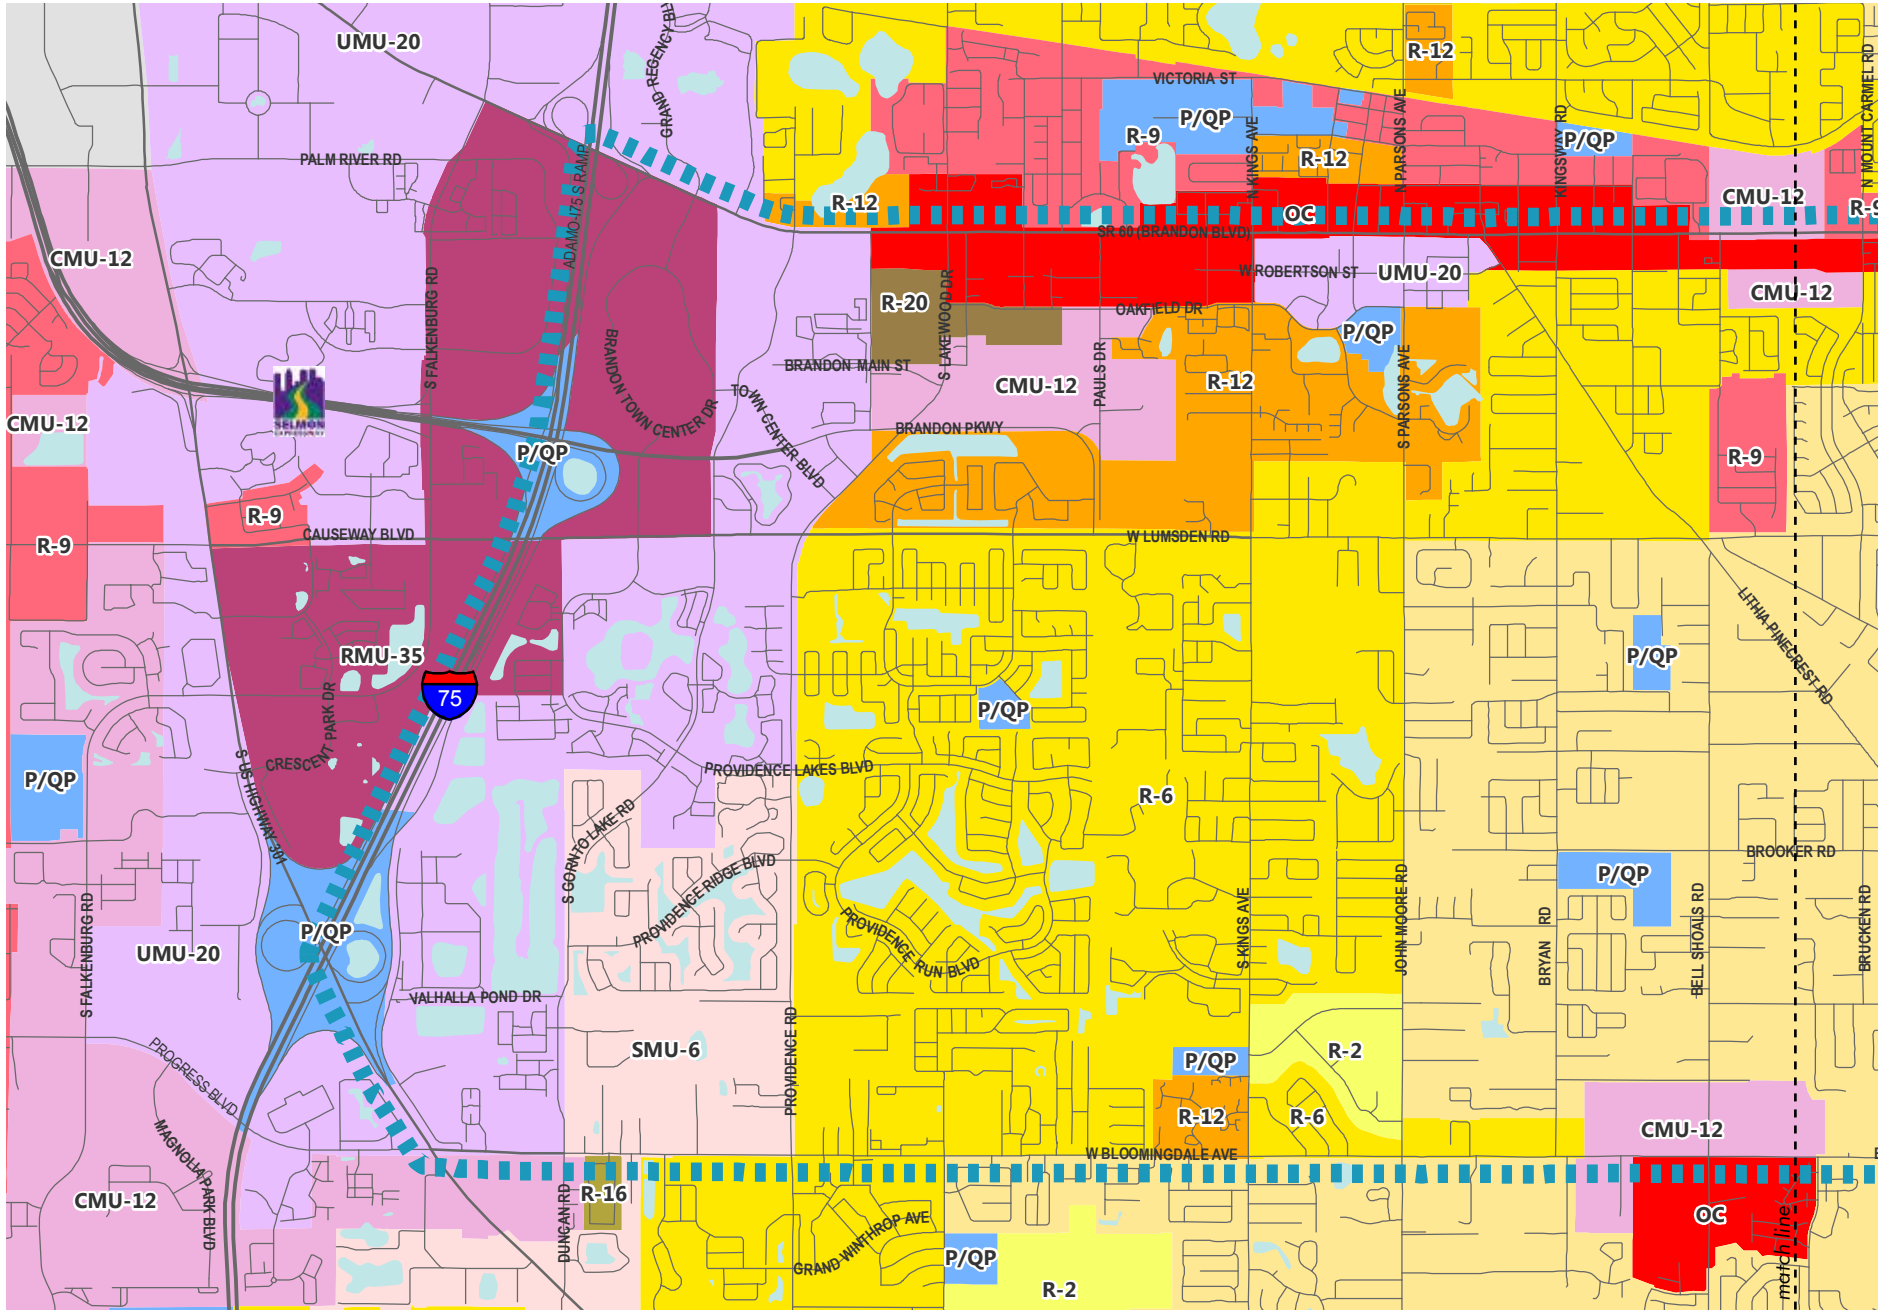 UMU-20
GRAND REGENCY BLVD
R-12
N MOUNT CARMEL RD
VICTORIA ST
P/QP
R-9
N KINGS AVE
N PARSONS AVE
KINGSWAY RD
P/QP
PALM RIVER RD
ADAMO-I75 S RAMP
R-12
R-12
CMU-12
R-9
OC
SR 60 (BRANDON BLVD)
CMU-12
S FALKENBURG RD
R-20
S LAKEWOOD DR
W ROBERTSON ST
UMU-20
CMU-12
OAKFIELD DR
P/QP
BRANDON TOWN CENTER DR
BRANDON MAIN ST
PAULS DR
S PARSONS AVE
CMU-12
R-12
SELMON
EXPRESSWAY
TOWN CENTER BLVD
CMU-12
BRANDON PKWY
P/QP
R-9
R-9
CAUSEWAY BLVD
W LUMSDEN RD
R-9
LITHIA PINECREST RD
RMU-35
P/QP
75
CRESCENT PARK DR
P/QP
S US HIGHWAY 301
P/QP
PROVIDENCE LAKES BLVD
R-6
S GORNTO LAKE RD
PROVIDENCE RIDGE BLVD
BROOKER RD
P/QP
S FALKENBURG RD
JOHN MOORE RD
BELL SHOALS RD
BRUCKEN RD
S KINGS AVE
BRYAN RD
P/QP
PROVIDENCE RUN BLVD
UMU-20
VALHALLA POND DR
PROVIDENCE RD
SMU-6
P/QP
R-2
PROGRESS BLVD
R-12
R-6
CMU-12
MAGNOLIA PARK BLVD
W BLOOMINGDALE AVE
CMU-12
DUNCAN RD
R-16
GRAND WINTHROP AVE
OC
match line
P/QP
R-2